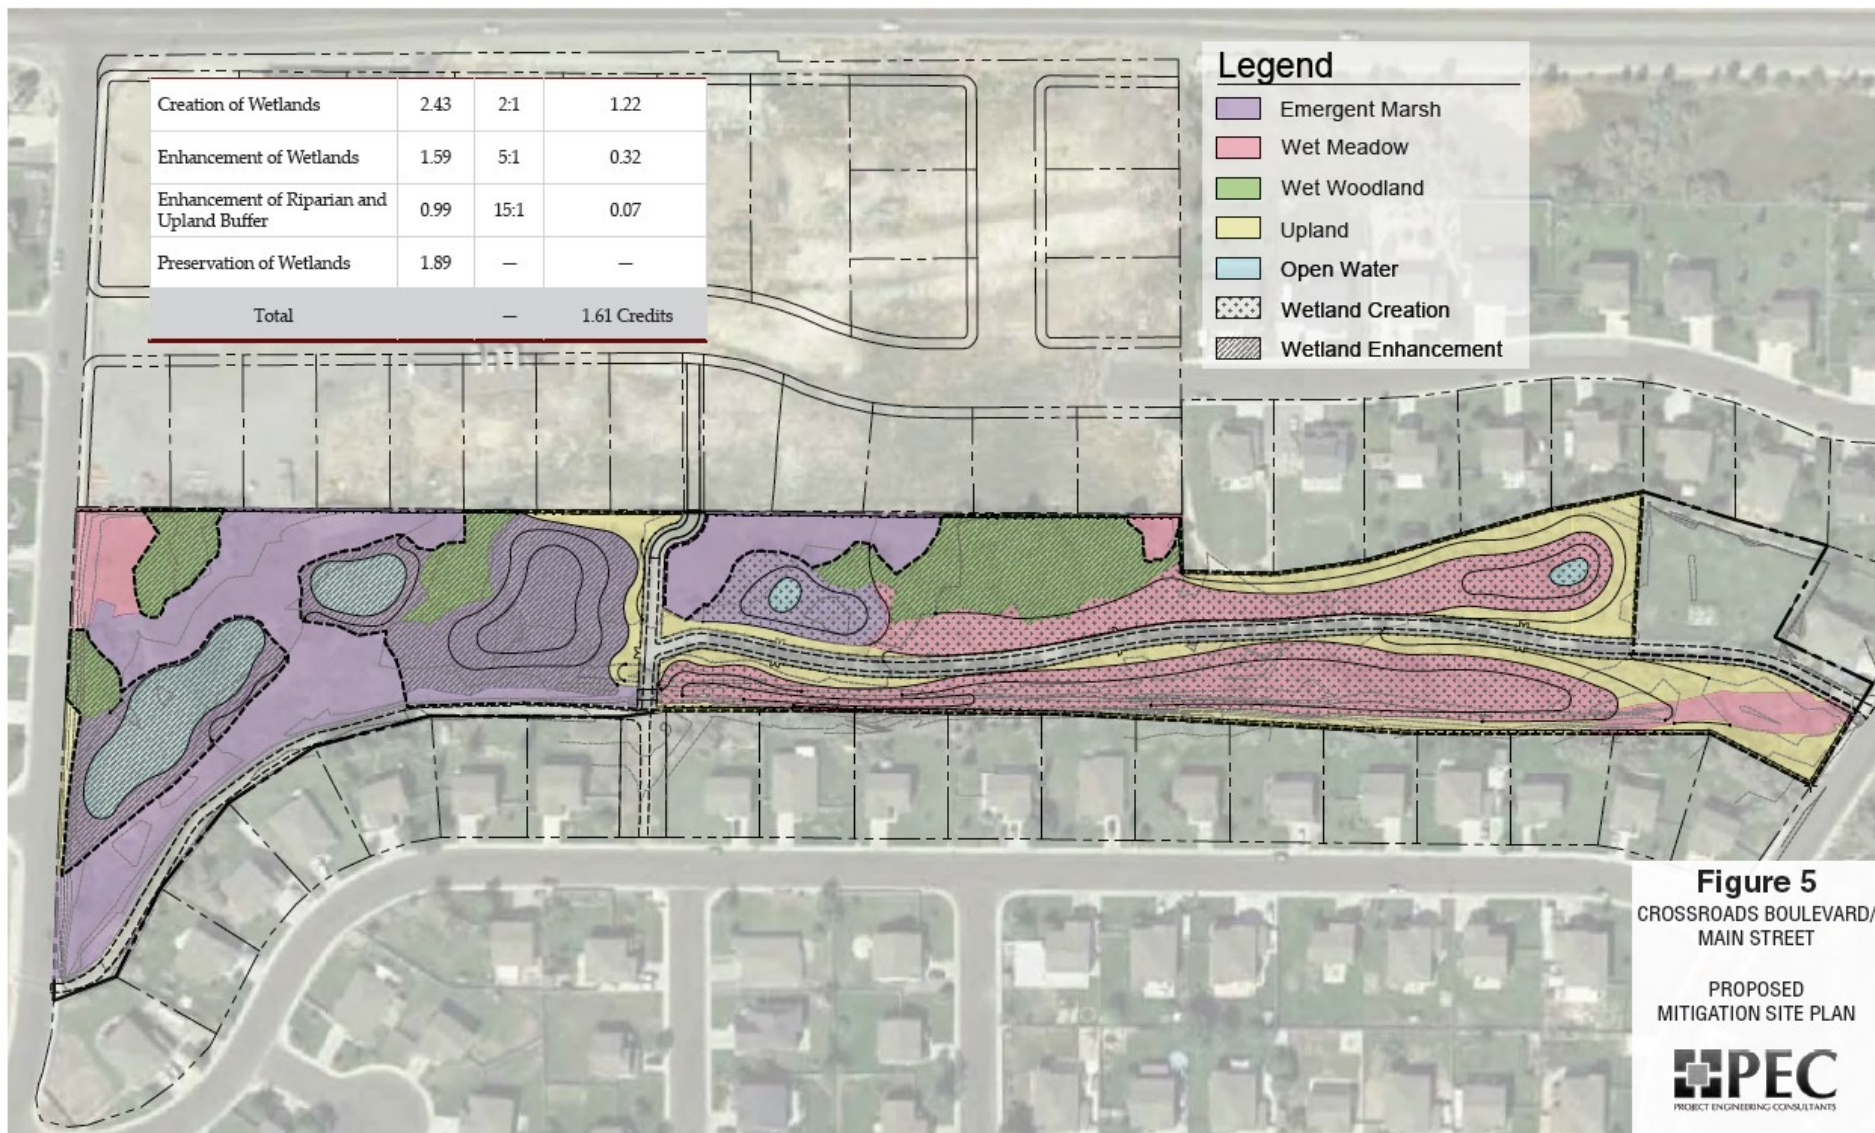 Creation of Wetlands 2.43 2:1 1.22
Enhancement of Wetlands 1.59 5:1 0.32
Enhancement of Riparian and
Upland Buffer 0.99 15:1 0.07
Preservation of Wetlands 1.89 — —
Total — 1.61 Credits
Legend
Emergent Marsh
Wet Meadow
Wet Woodland
Upland
Open Water
Wetland Creation
Wetland Enhancement
Figure 5
CROSSROADS BOULEVARD/
MAIN STREET
PROPOSED
MITIGATION SITE PLAN
PEC
PROJECT ENGINEERING CONSULTANTS